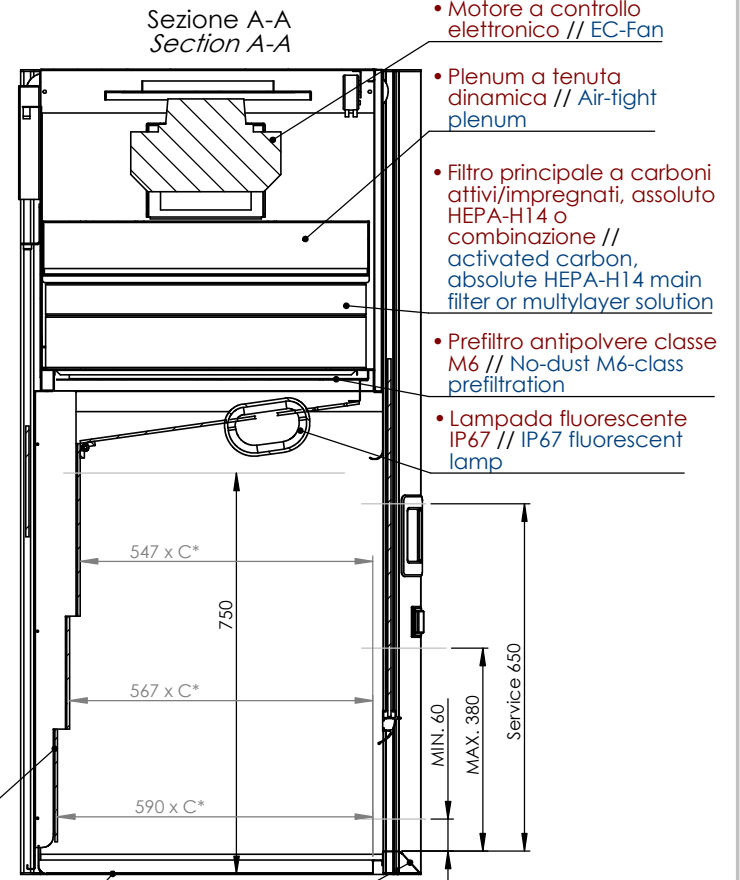 Sezione A-A
Section A-A
• Motore a controllo
elettronico // EC-Fan
• Plenum a tenuta
dinamica // Air-tight
plenum
• Filtro principale a carboni
attivi/impregnati, assoluto
HEPA-H14 o
combinazione //
activated carbon,
absolute HEPA-H14 main
filter or multylayer solution
• Prefiltro antipolvere classe
M6 // No-dust M6-class
prefiltration
• Lampada fluorescente
IP67 // IP67 fluorescent
lamp
547 x C*
750
567 x C*
590 x C*
MIN. 60
MAX. 380
Service 650